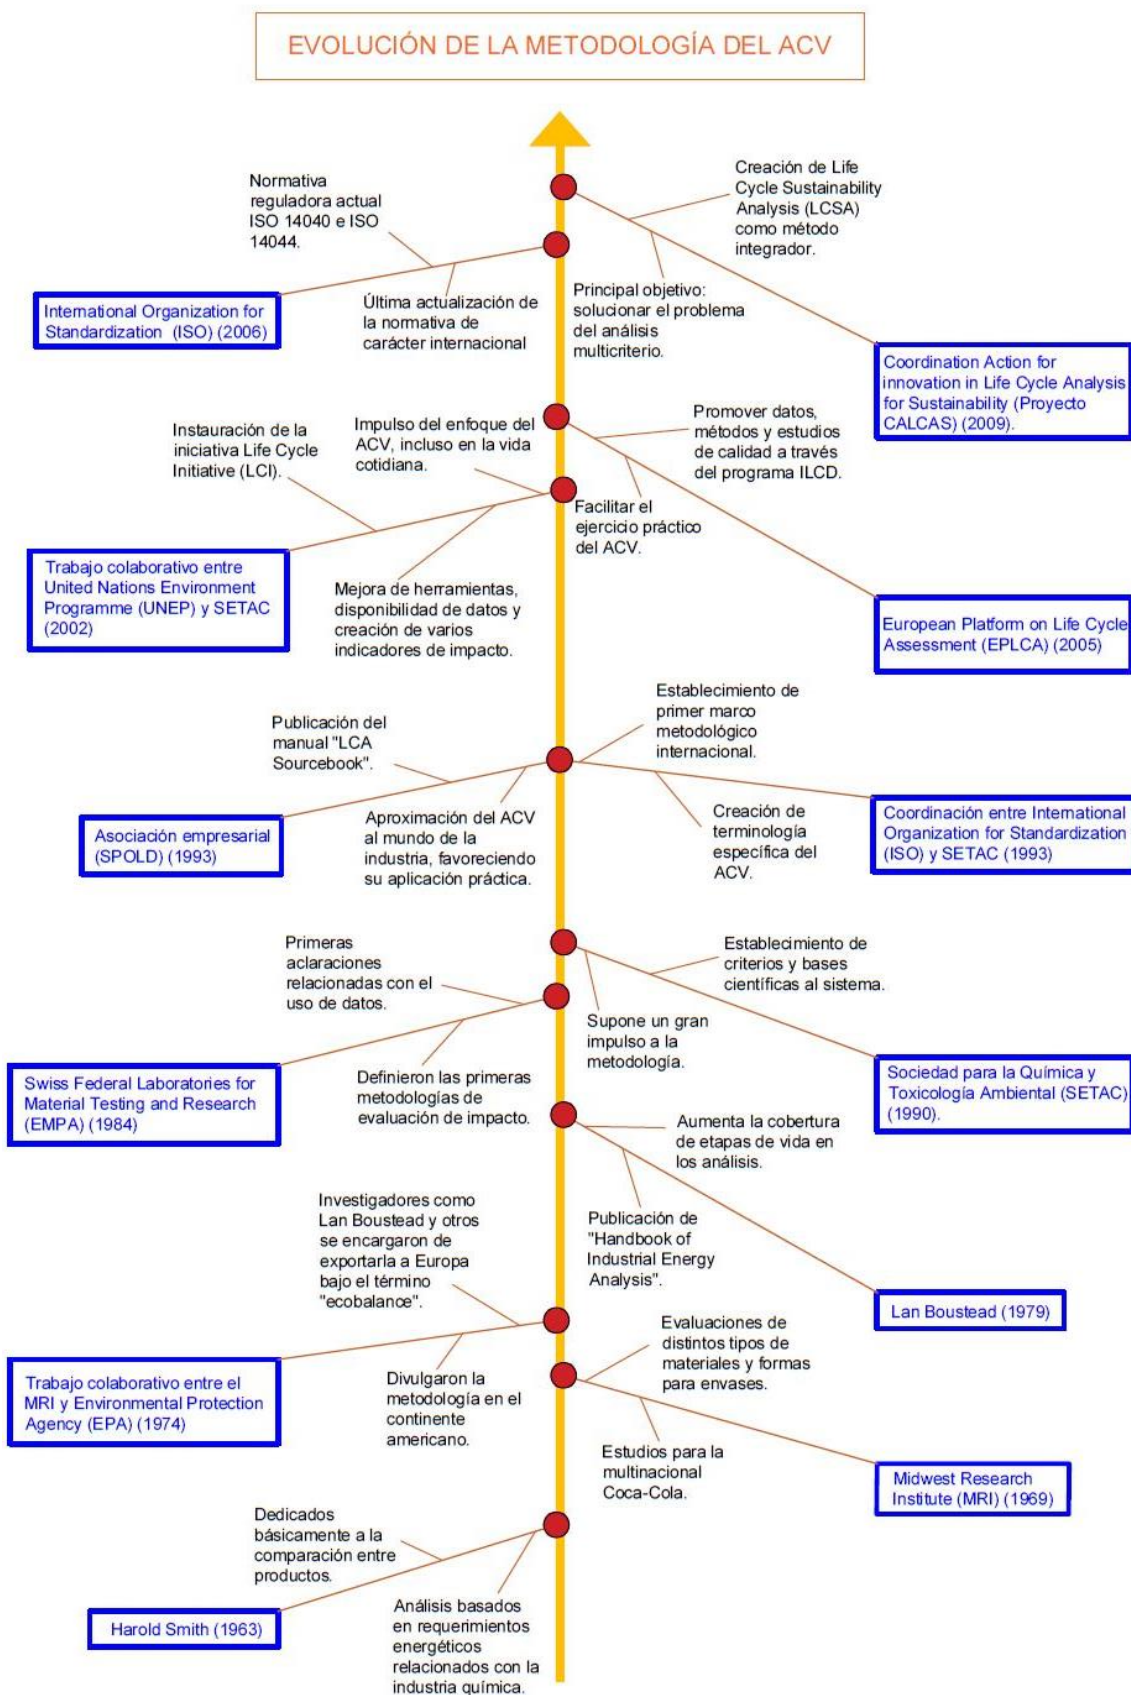 EVOLUCIÓN DE LA METODOLOGÍA DEL ACV
Creación de Life
Cycle Sustainability
Analysis (LCSA)
como método
integrador.
Normativa
reguladora actual
ISO 14040 e ISO
14044.
Principal objetivo:
solucionar el problema
del análisis
multicriterio.
Última actualización de
la normativa de
carácter internacional
International Organization for
Standardization (ISO) (2006)
Coordination Action for
innovation in Life Cycle Analysis
for Sustainability (Proyecto
CALCAS) (2009).
Impulso del enfoque del
ACV, incluso en la vida
cotidiana.
Promover datos,
métodos y estudios
de calidad a través
del programa ILCD.
Instauración de la
iniciativa Life Cycle
Initiative (LCI).
Facilitar el
ejercicio práctico
del ACV.
Trabajo colaborativo entre
United Nations Environment
Programme (UNEP) y SETAC
(2002)
Mejora de herramientas,
disponibilidad de datos y
creación de varios
indicadores de impacto.
European Platform on Life Cycle
Assessment (EPLCA) (2005)
Establecimiento de
primer marco
metodológico
internacional.
Publicación del
manual "LCA
Sourcebook".
Aproximación del ACV
al mundo de la
industria, favoreciendo
su aplicación práctica.
Creación de
terminología
específica del
ACV.
Asociación empresarial
(SPOLD) (1993)
Coordinación entre International
Organization for Standardization
(ISO) y SETAC (1993)
Primeras
aclaraciones
relacionadas con el
uso de datos.
Establecimiento de
criterios y bases
científicas al sistema.
Supone un gran
impulso a la
metodología.
Swiss Federal Laboratories for
Material Testing and Research
(EMPA) (1984)
Definieron las primeras
metodologías de
evaluación de impacto.
Sociedad para la Química y
Toxicología Ambiental (SETAC)
(1990).
Aumenta la cobertura
de etapas de vida en
los análisis.
Investigadores como
Lan Boustead y otros
se encargaron de
exportarla a Europa
bajo el término
"ecobalance".
Publicación de
"Handbook of
Industrial Energy
Analysis".
Lan Boustead (1979)
Evaluaciones de
distintos tipos de
materiales y formas
para envases.
Trabajo colaborativo entre el
MRI y Environmental Protection
Agency (EPA) (1974)
Divulgaron la
metodología en el
continente
americano.
Estudios para la
multinacional
Coca-Cola.
Midwest Research
Institute (MRI) (1969)
Dedicados
básicamente a la
comparación entre
productos.
Análisis basados
en requerimientos
energéticos
relacionados con la
industria química.
Harold Smith (1963)